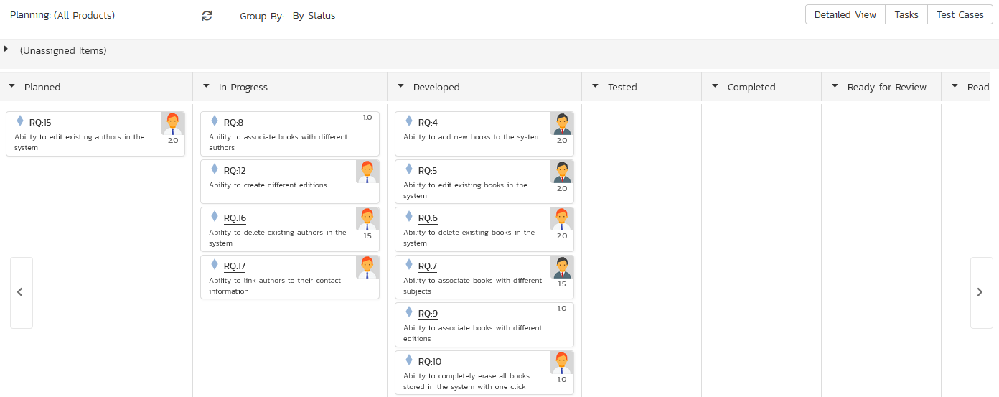 Planning: (All Products)
Group By: By Status
Detailed View
Tasks
Test Cases
(Unassigned Items)
Planned
In Progress
Developed
Tested
Completed
Ready for Review
RQ:15
Ability to edit existing authors in the
system
2.0
RQ:8
1.0
Ability to associate books with different
authors
RQ:12
Ability to create different editions
RQ:16
Ability to delete existing authors in the
system
1.5
RQ:17
Ability to link authors to their contact
information
RQ:4
Ability to add new books to the system
2.0
RQ:5
Ability to edit existing books in the
system
2.0
RQ:6
Ability to delete existing books in the
system
2.0
RQ:7
Ability to associate books with different
subjects
1.5
RQ:9
1.0
Ability to associate books with different
editions
RQ:10
Ability to completely erase all books
stored in the system with one click
1.0